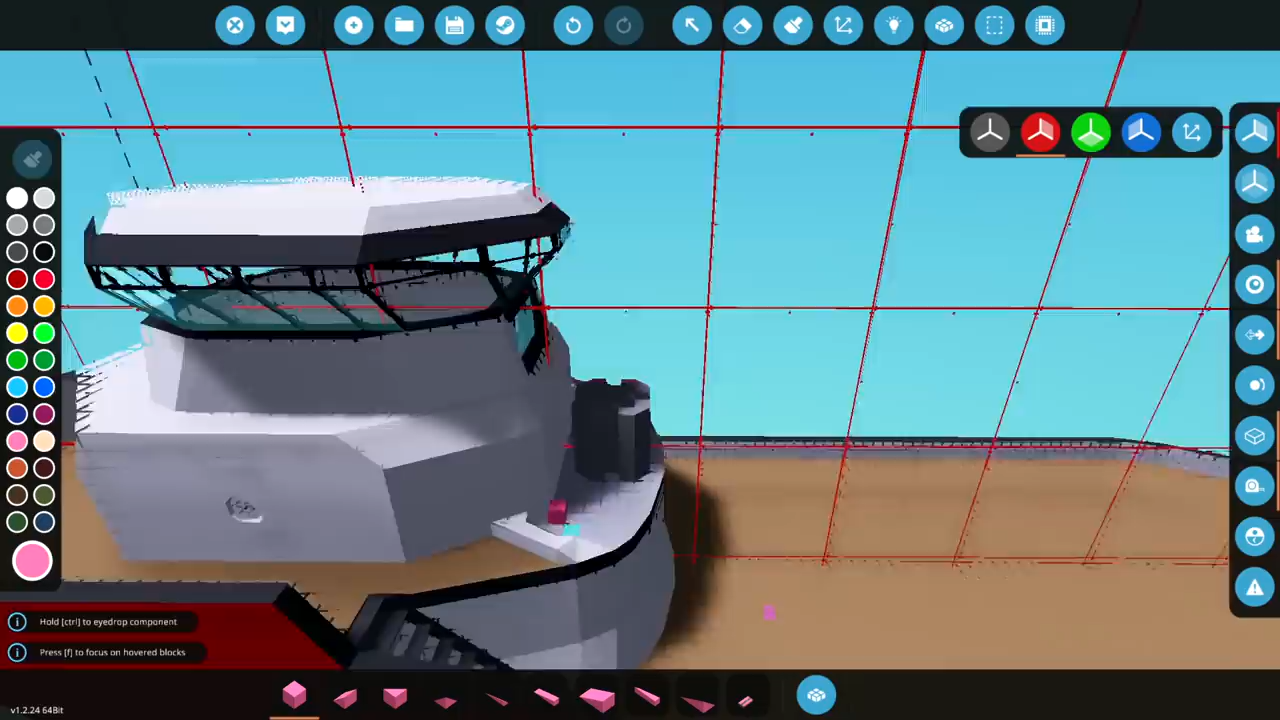 Hold [ctrl] to eyedrop component
Press [f] to focus on hovered blocks
v1.2.24 64Bit